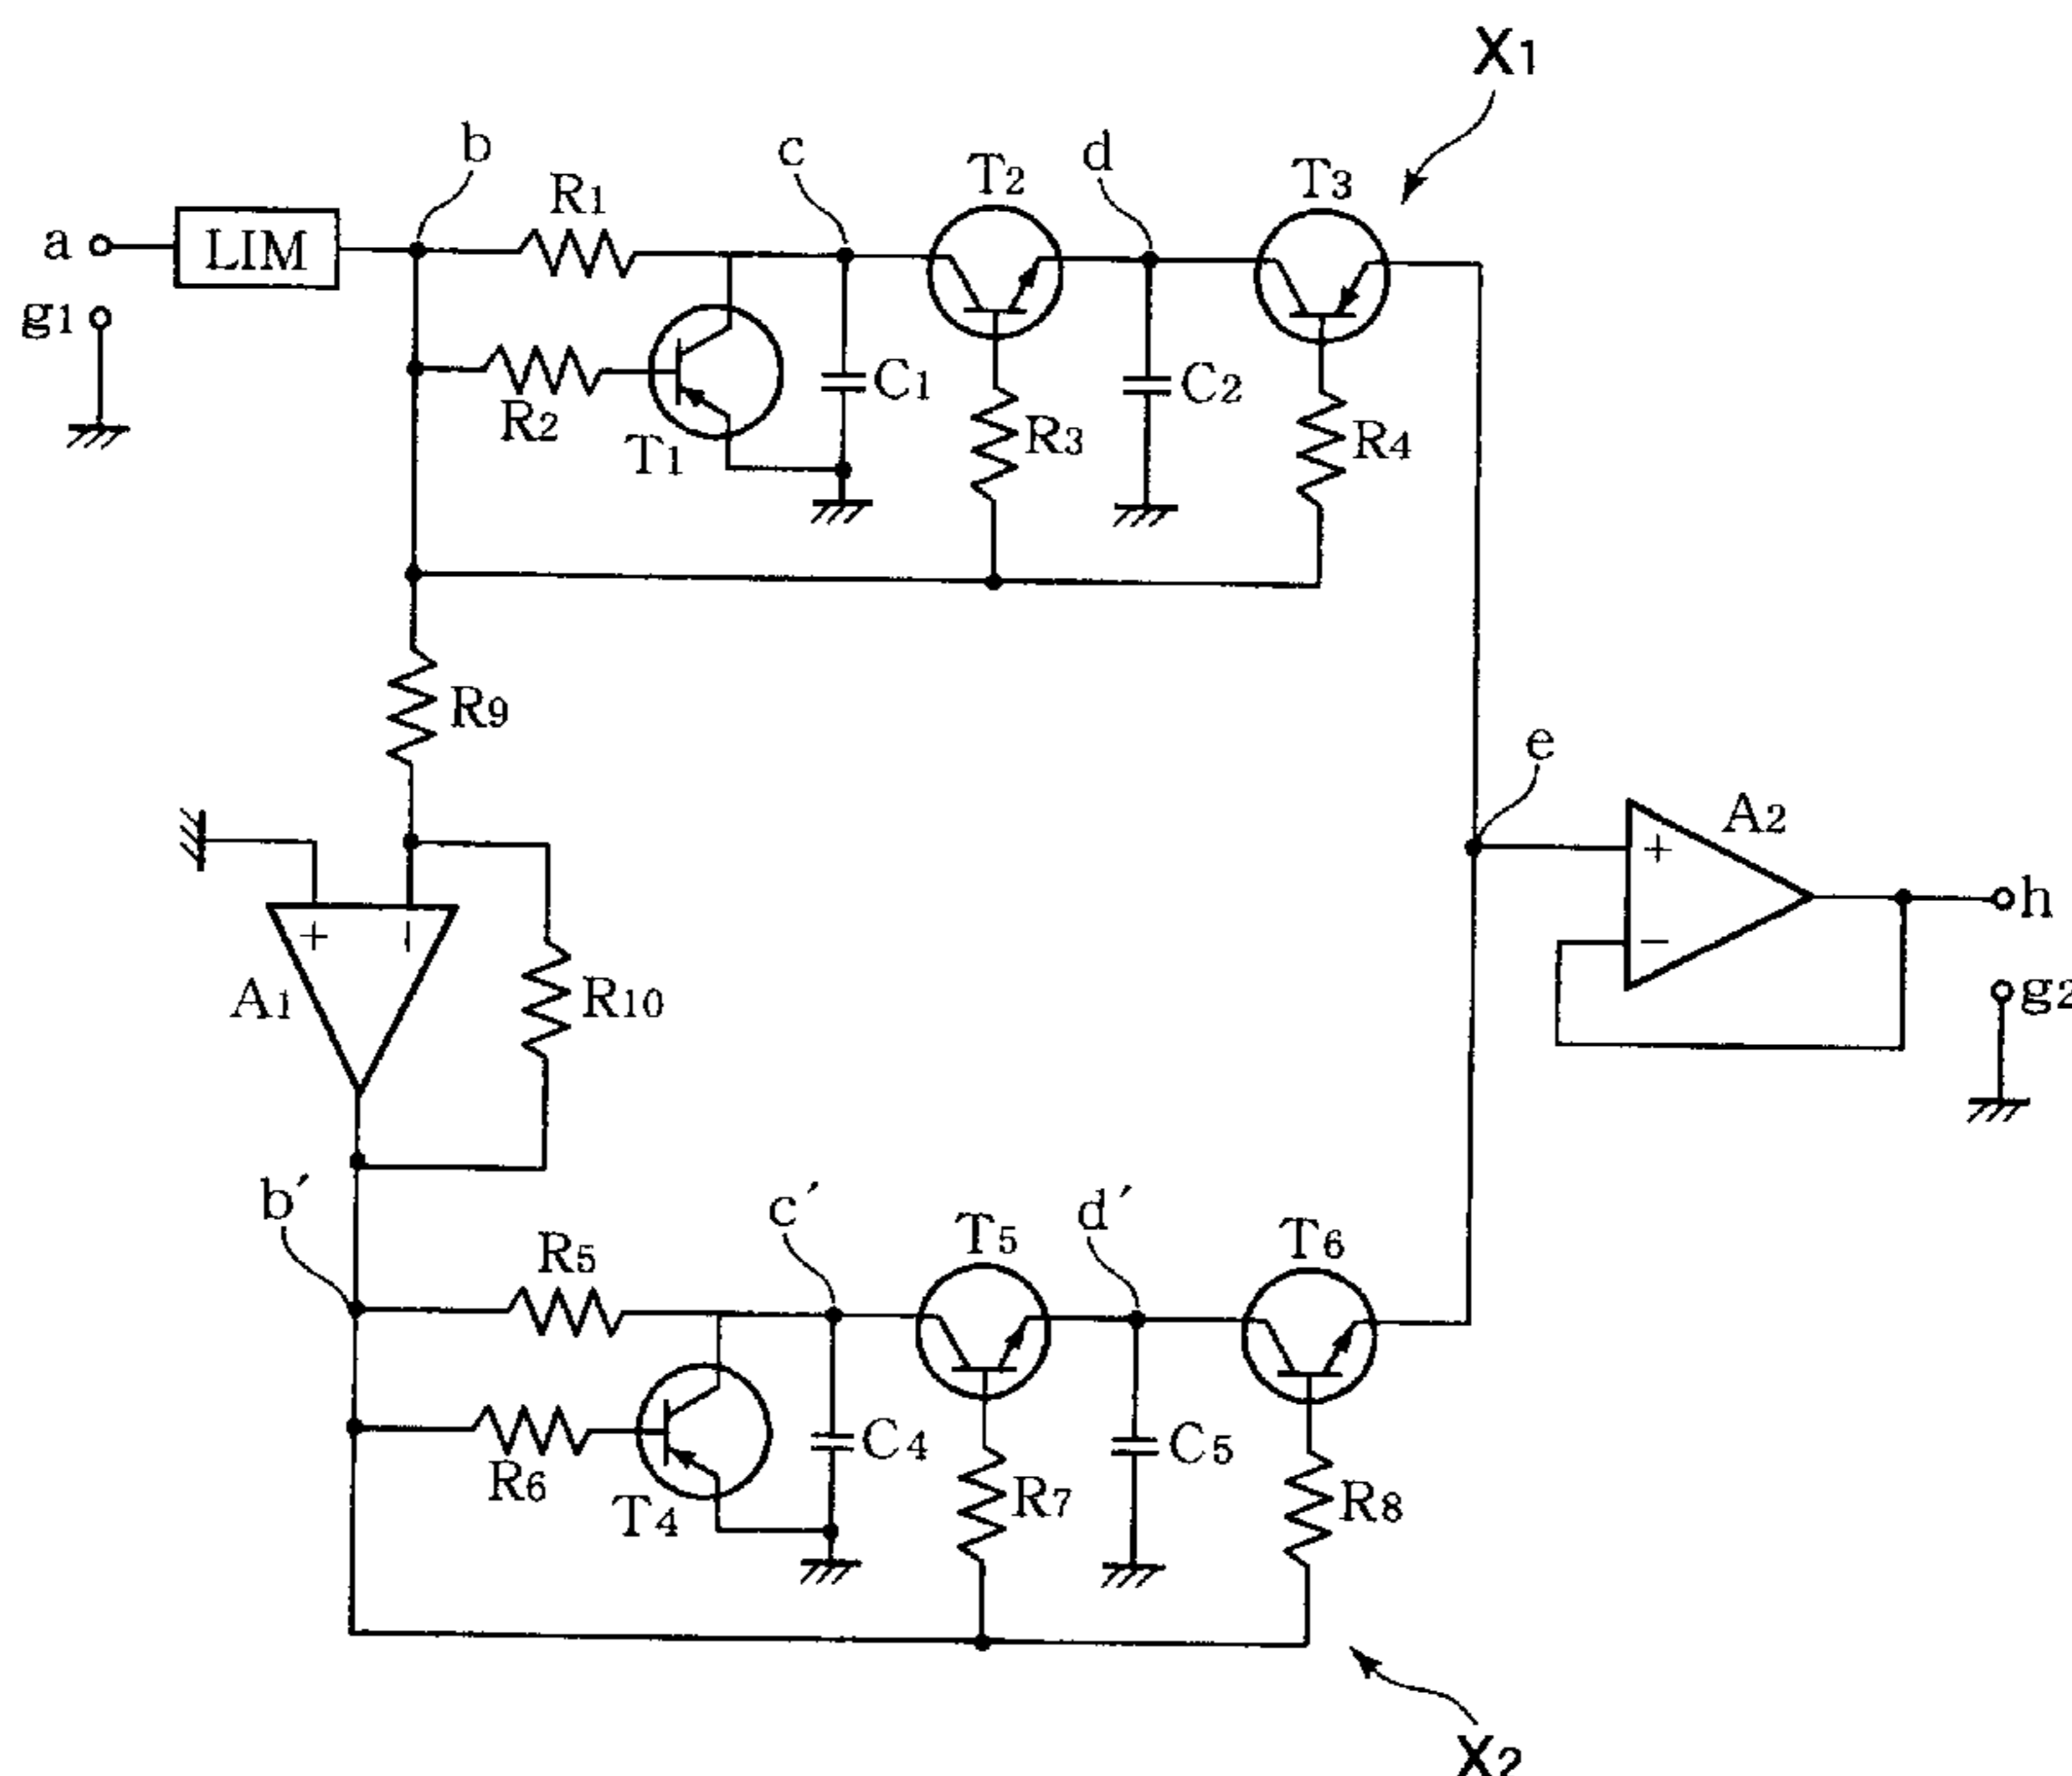 X1
b
c
d
T2
T3
R1
a
LIM
g1
R2
T1
C1
R3
C2
R4
R9
e
A2
+
−
h
g2
+
−
A1
R10
b′
c′
d′
T5
T6
R5
R6
T4
C4
R7
C5
R8
X2